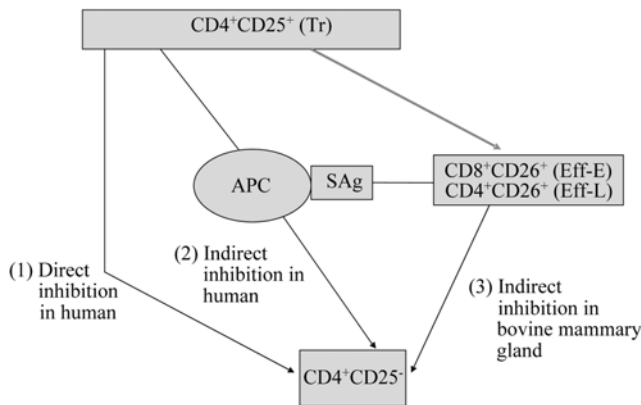 CD4⁺CD25⁺ (Tr)
APC
SAg
CD8⁺CD26⁺ (Eff-E)
CD4⁺CD26⁺ (Eff-L)
(1) Direct
inhibition
in human
(2) Indirect
inhibition in
human
(3) Indirect
inhibition in
bovine mammary
gland
CD4⁺CD25⁻